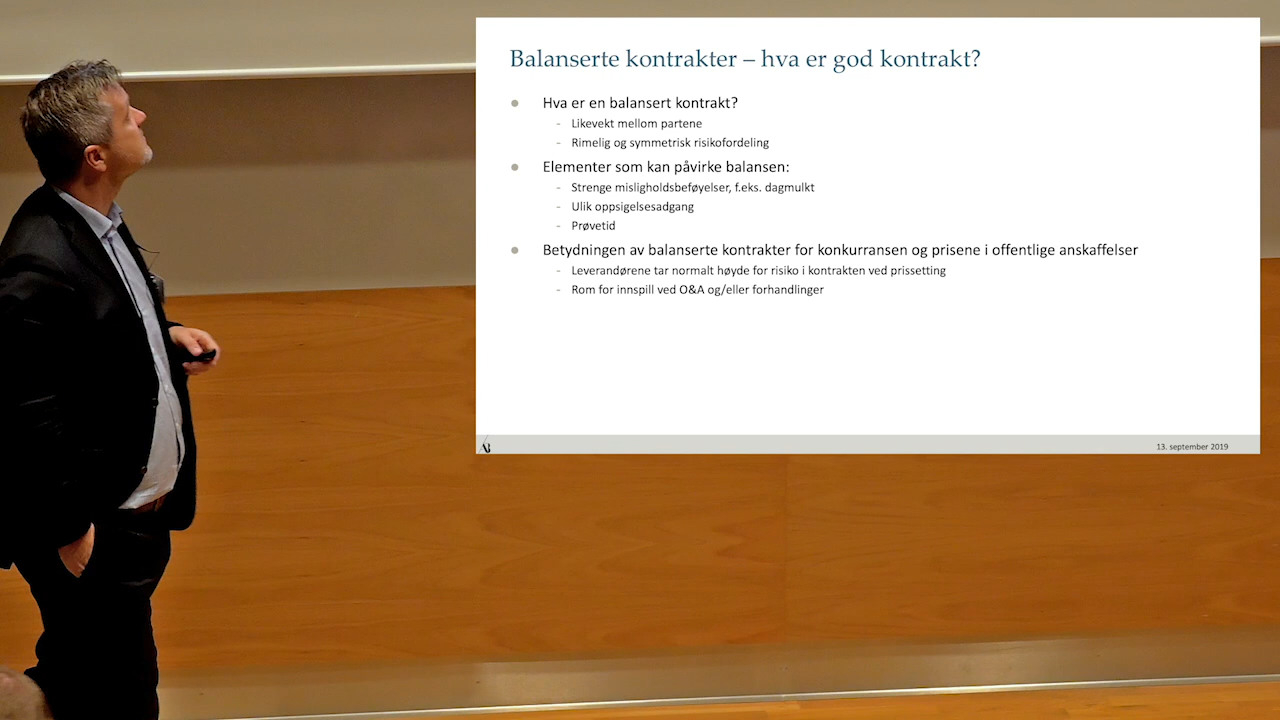 Balanserte kontrakter – hva er god kontrakt?
Hva er en balansert kontrakt?
- Likevekt mellom partene
- Rimelig og symmetrisk risikofordeling
Elementer som kan påvirke balansen:
- Strenge misligholdsbeføyelser, f.eks. dagmulkt
- Ulik oppsigelsesadgang
- Prøvetid
Betydningen av balanserte kontrakter for konkurransen og prisene i offentlige anskaffelser
- Leverandørene tar normalt høyde for risiko i kontrakten ved prissetting
- Rom for innspill ved O&A og/eller forhandlinger
AB
13. september 2019